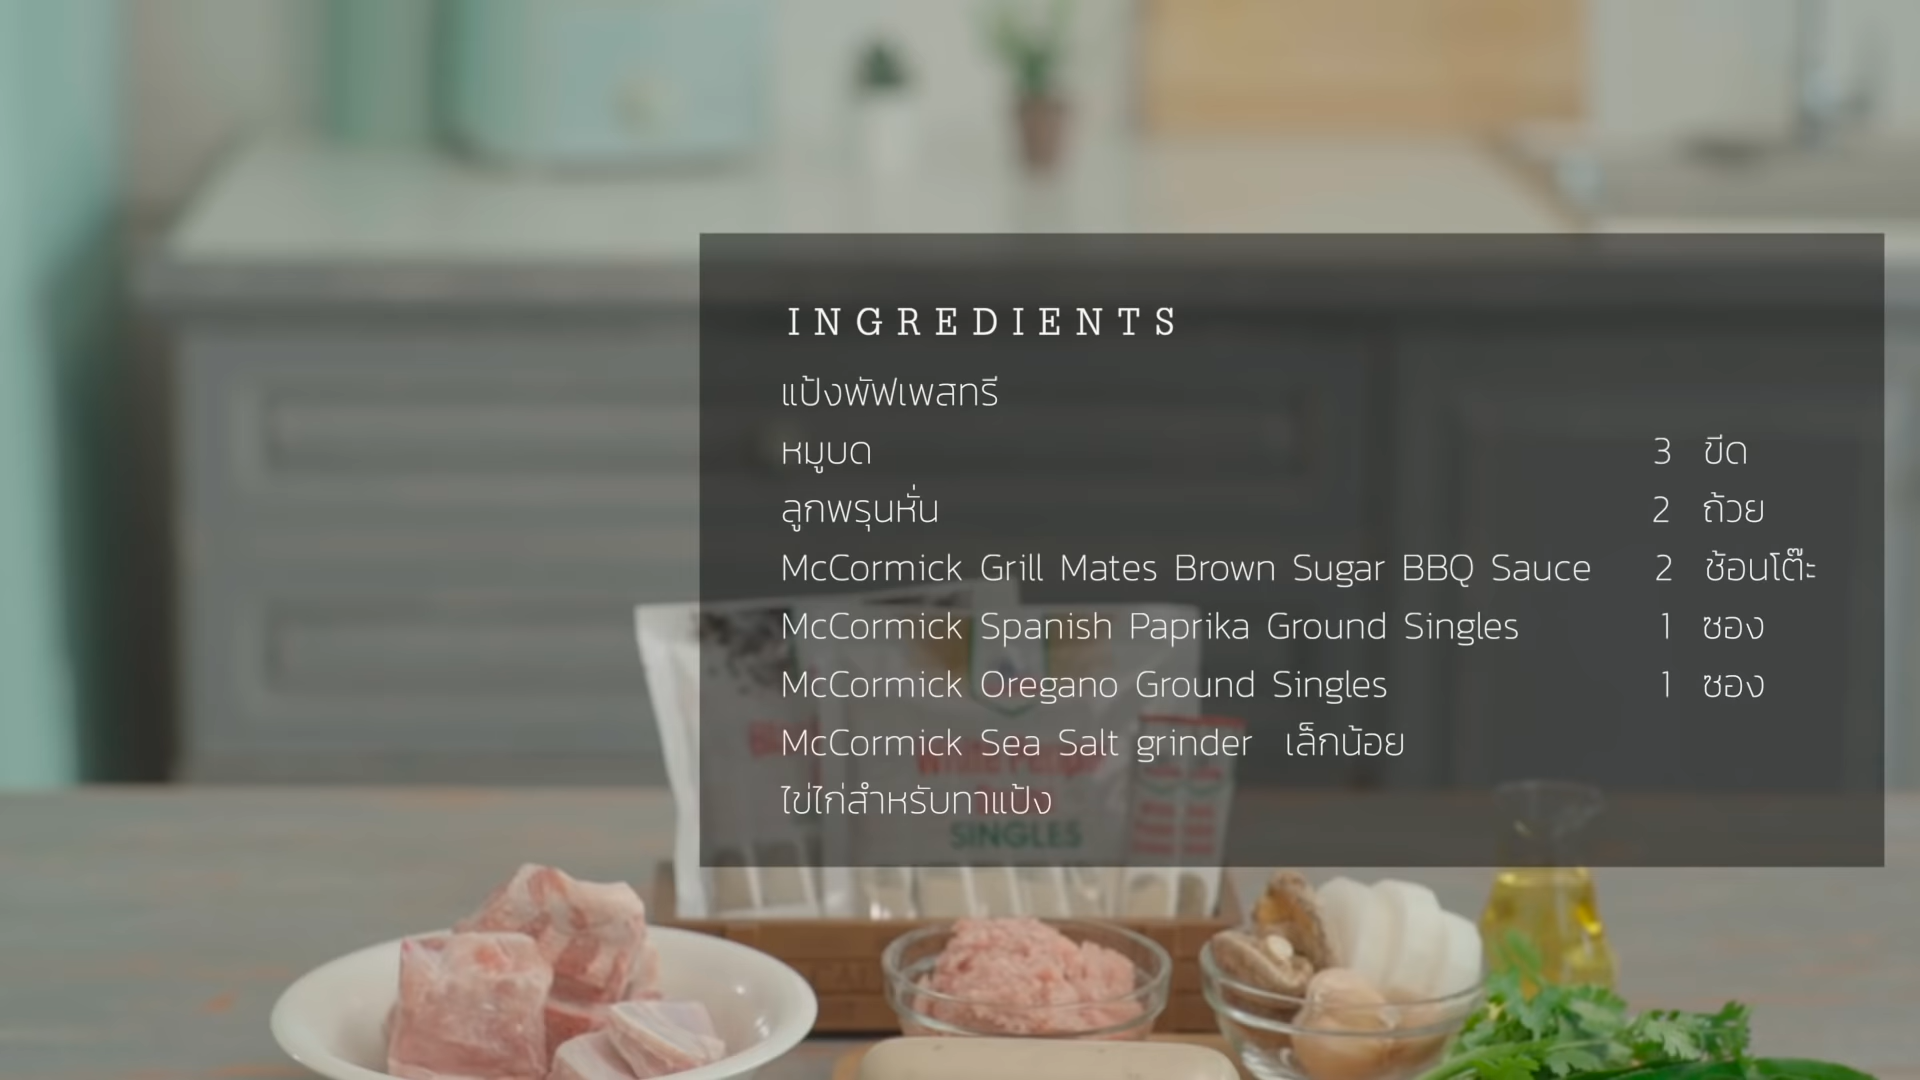 INGREDIENTS
แป้งพัฟเพสทรี
หมูบด 3 ขีด
ลูกพรุนหั่น 2 ถ้วย
McCormick Grill Mates Brown Sugar BBQ Sauce 2 ช้อนโต๊ะ
McCormick Spanish Paprika Ground Singles 1 ซอง
McCormick Oregano Ground Singles 1 ซอง
McCormick Sea Salt grinder เล็กน้อย
ไข่ไก่สำหรับทาแป้ง
SINGLES